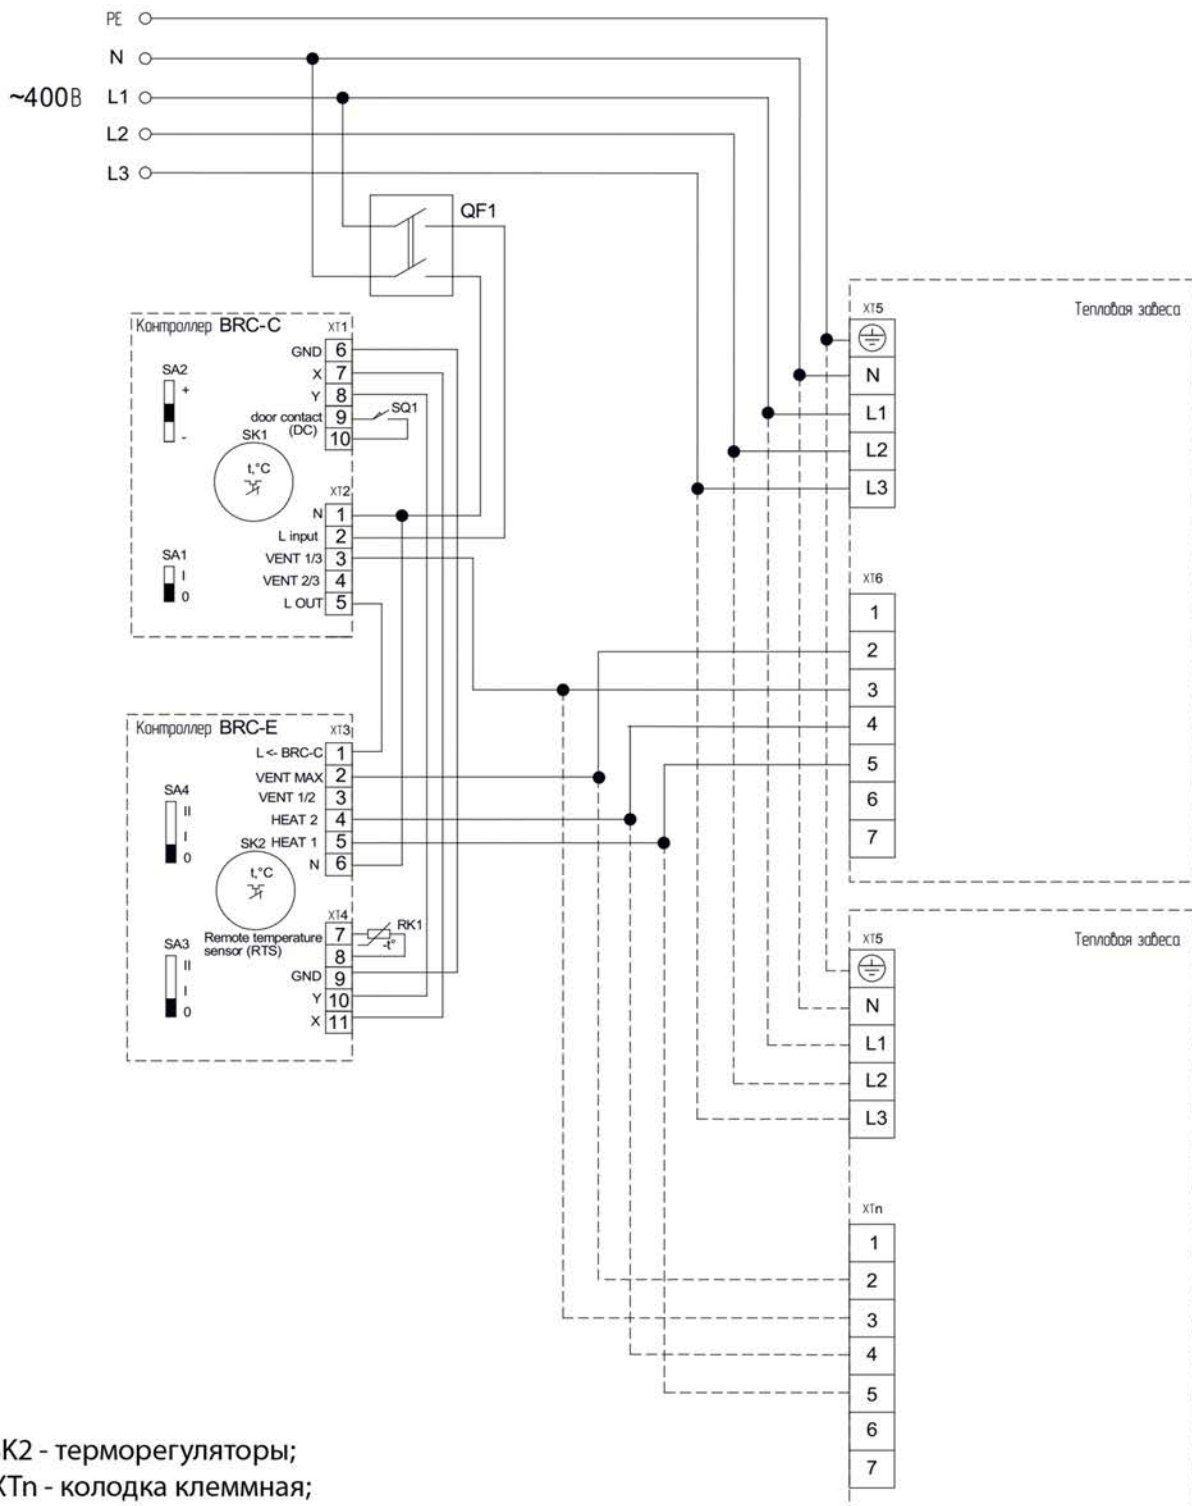 PE
N
~400В L1
L2
L3
QF1
Контроллер BRC-C
XT1
GND 6
X 7
Y 8
door contact 9
(DC) 10
SQ1
SA2
+
-
SK1
t,°C
XT2
N 1
L input 2
VENT 1/3 3
VENT 2/3 4
L OUT 5
SA1
I
0
Контроллер BRC-E
XT3
L <- BRC-C 1
VENT MAX 2
VENT 1/2 3
HEAT 2 4
HEAT 1 5
N 6
SA4
II
I
0
SK2
t,°C
XT4
Remote temperature 7
sensor (RTS) 8
RK1
-t°
GND 9
Y 10
X 11
SA3
II
I
0
Тепловая завеса
XT5
N
L1
L2
L3
XT6
1
2
3
4
5
6
7
Тепловая завеса
XT5
N
L1
L2
L3
XTn
1
2
3
4
5
6
7
K2 - терморегуляторы;
XTn - колодка клеммная;